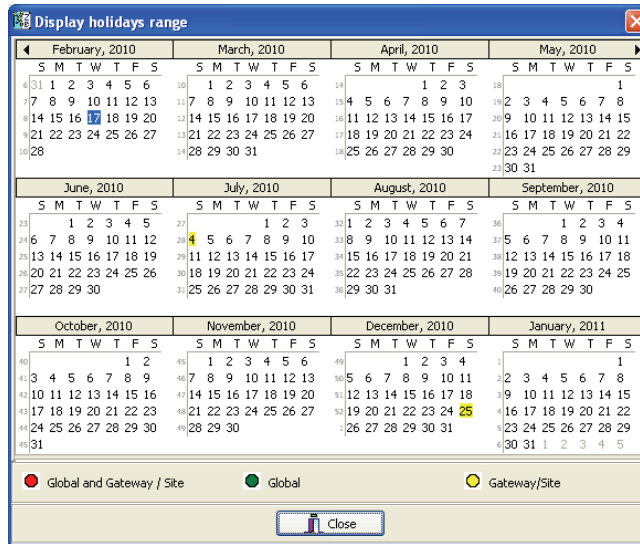 Display holidays range
February, 2010 March, 2010 April, 2010 May, 2010
S M T W T F S S M T W T F S S M T W T F S S M T W T F S
6 31 1 2 3 4 5 6 10 1 2 3 4 5 6 14 1 2 3 18 1
7 7 8 9 10 11 12 13 11 7 8 9 10 11 12 13 15 4 5 6 7 8 9 10 19 2 3 4 5 6 7 8
8 14 15 16 17 18 19 20 12 14 15 16 17 18 19 20 16 11 12 13 14 15 16 17 20 9 10 11 12 13 14 15
9 21 22 23 24 25 26 27 13 21 22 23 24 25 26 27 17 18 19 20 21 22 23 24 21 16 17 18 19 20 21 22
10 28 14 28 29 30 31 18 25 26 27 28 29 30 22 23 24 25 26 27 28 29
23 30 31
June, 2010 July, 2010 August, 2010 September, 2010
S M T W T F S S M T W T F S S M T W T F S S M T W T F S
23 1 2 3 4 5 27 1 2 3 32 1 2 3 4 5 6 7 36 1 2 3 4
24 6 7 8 9 10 11 12 28 4 5 6 7 8 9 10 33 8 9 10 11 12 13 14 37 5 6 7 8 9 10 11
25 13 14 15 16 17 18 19 29 11 12 13 14 15 16 17 34 15 16 17 18 19 20 21 38 12 13 14 15 16 17 18
26 20 21 22 23 24 25 26 30 18 19 20 21 22 23 24 35 22 23 24 25 26 27 28 39 19 20 21 22 23 24 25
27 27 28 29 30 31 25 26 27 28 29 30 31 36 29 30 31 40 26 27 28 29 30
October, 2010 November, 2010 December, 2010 January, 2011
S M T W T F S S M T W T F S S M T W T F S S M T W T F S
40 1 2 45 1 2 3 4 5 6 49 1 2 3 4 1 1
41 3 4 5 6 7 8 9 46 7 8 9 10 11 12 13 50 5 6 7 8 9 10 11 2 2 3 4 5 6 7 8
42 10 11 12 13 14 15 16 47 14 15 16 17 18 19 20 51 12 13 14 15 16 17 18 3 9 10 11 12 13 14 15
43 17 18 19 20 21 22 23 48 21 22 23 24 25 26 27 52 19 20 21 22 23 24 25 4 16 17 18 19 20 21 22
44 24 25 26 27 28 29 30 49 28 29 30 1 26 27 28 29 30 31 5 23 24 25 26 27 28 29
45 31 6 30 31 1 2 3 4 5
Global and Gateway / Site Global Gateway/Site
Close